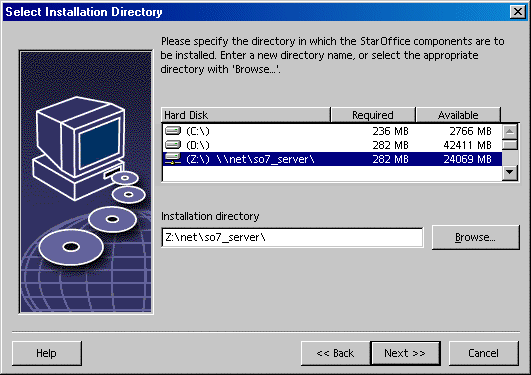 Select Installation Directory
Please specify the directory in which the StarOffice components are to
be installed. Enter a new directory name, or select the appropriate
directory with 'Browse...'.
Hard Disk Required Available
(C:\) 236 MB 2766 MB
(D:\) 282 MB 42411 MB
(Z:\) \\net\so7_server\ 282 MB 24069 MB
Installation directory
Z:\net\so7_server\
Browse...
Help
<< Back
Next >>
Cancel